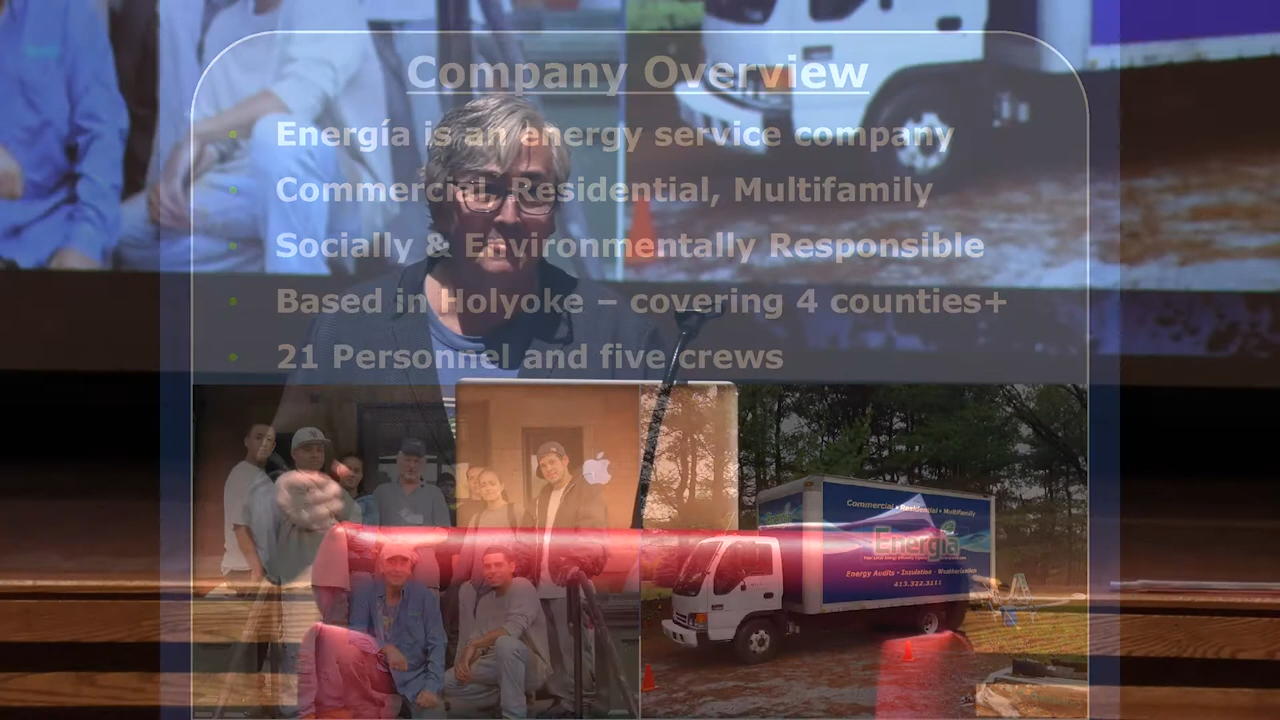 Company Overview
Energía is an energy service company
Commercial, Residential, Multifamily
Socially & Environmentally Responsible
Based in Holyoke – covering 4 counties+
21 Personnel and five crews
Commercial • Residential • Multifamily
Energía
Energy Audits • Insulation • Weatherization
413.322.3111